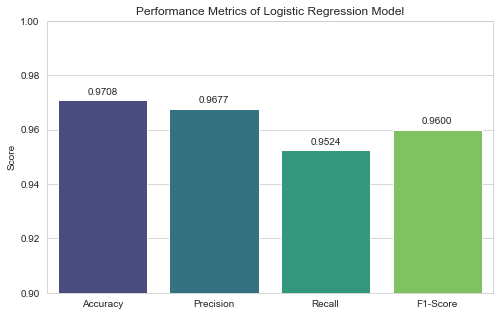 Performance Metrics of Logistic Regression Model
1.00
0.98
0.96
0.94
0.92
0.90
Score
0.9708
0.9677
0.9524
0.9600
Accuracy
Precision
Recall
F1-Score